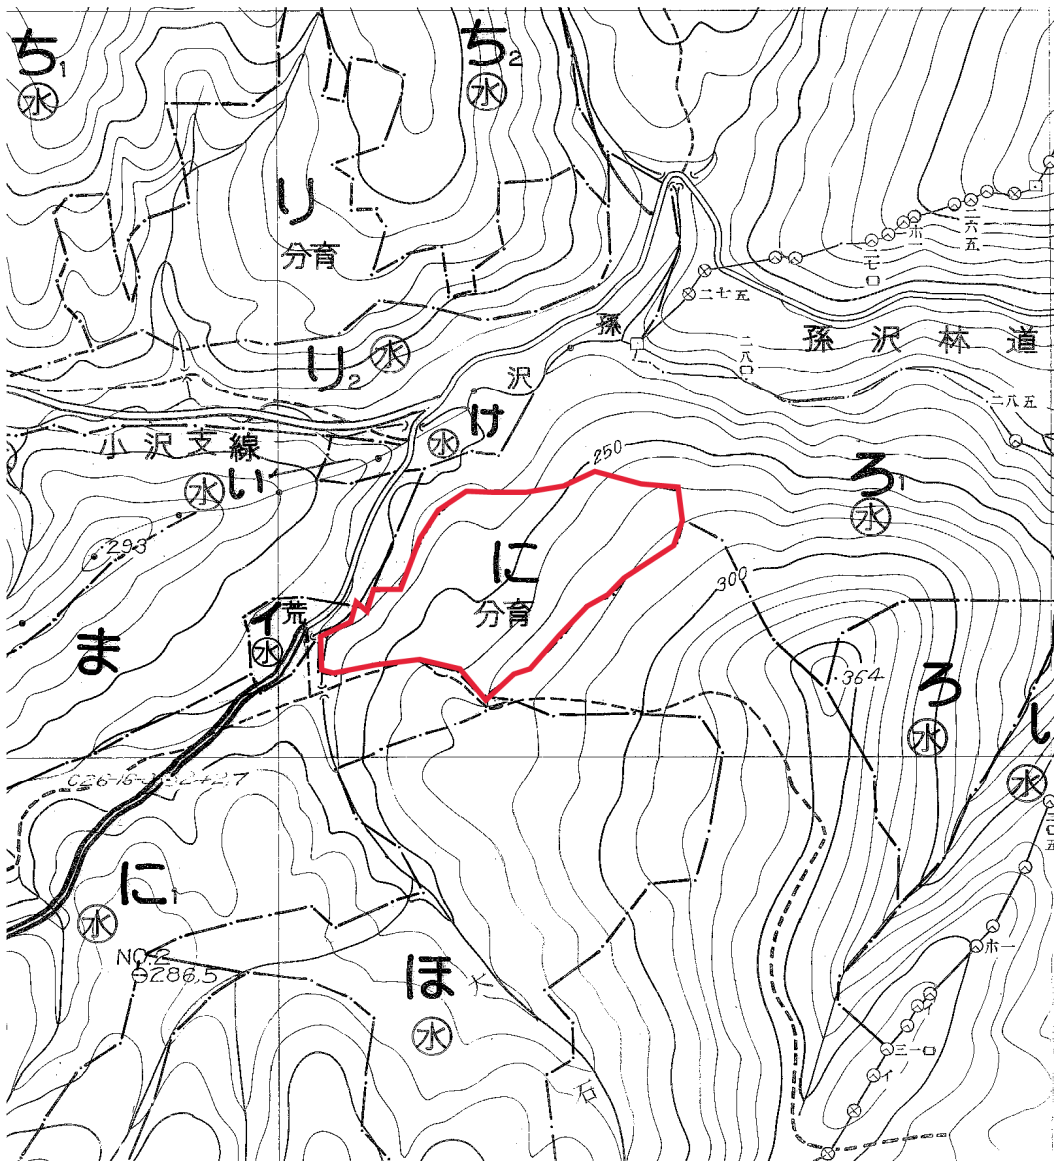 ち₁
水
ち₂
水
り
分育
二六五
二七〇
二七五
孫沢林道
孫
二八〇
り₂
水
沢
二八五
け
水
小沢支線
い
水
250
ろ₁
水
・293
に
分育
300
イ
荒
水
ま
・364
ろ
水
し
水
に₁
水
NO.2
286.5
ほ
水
石
ホ一
三一〇
イ